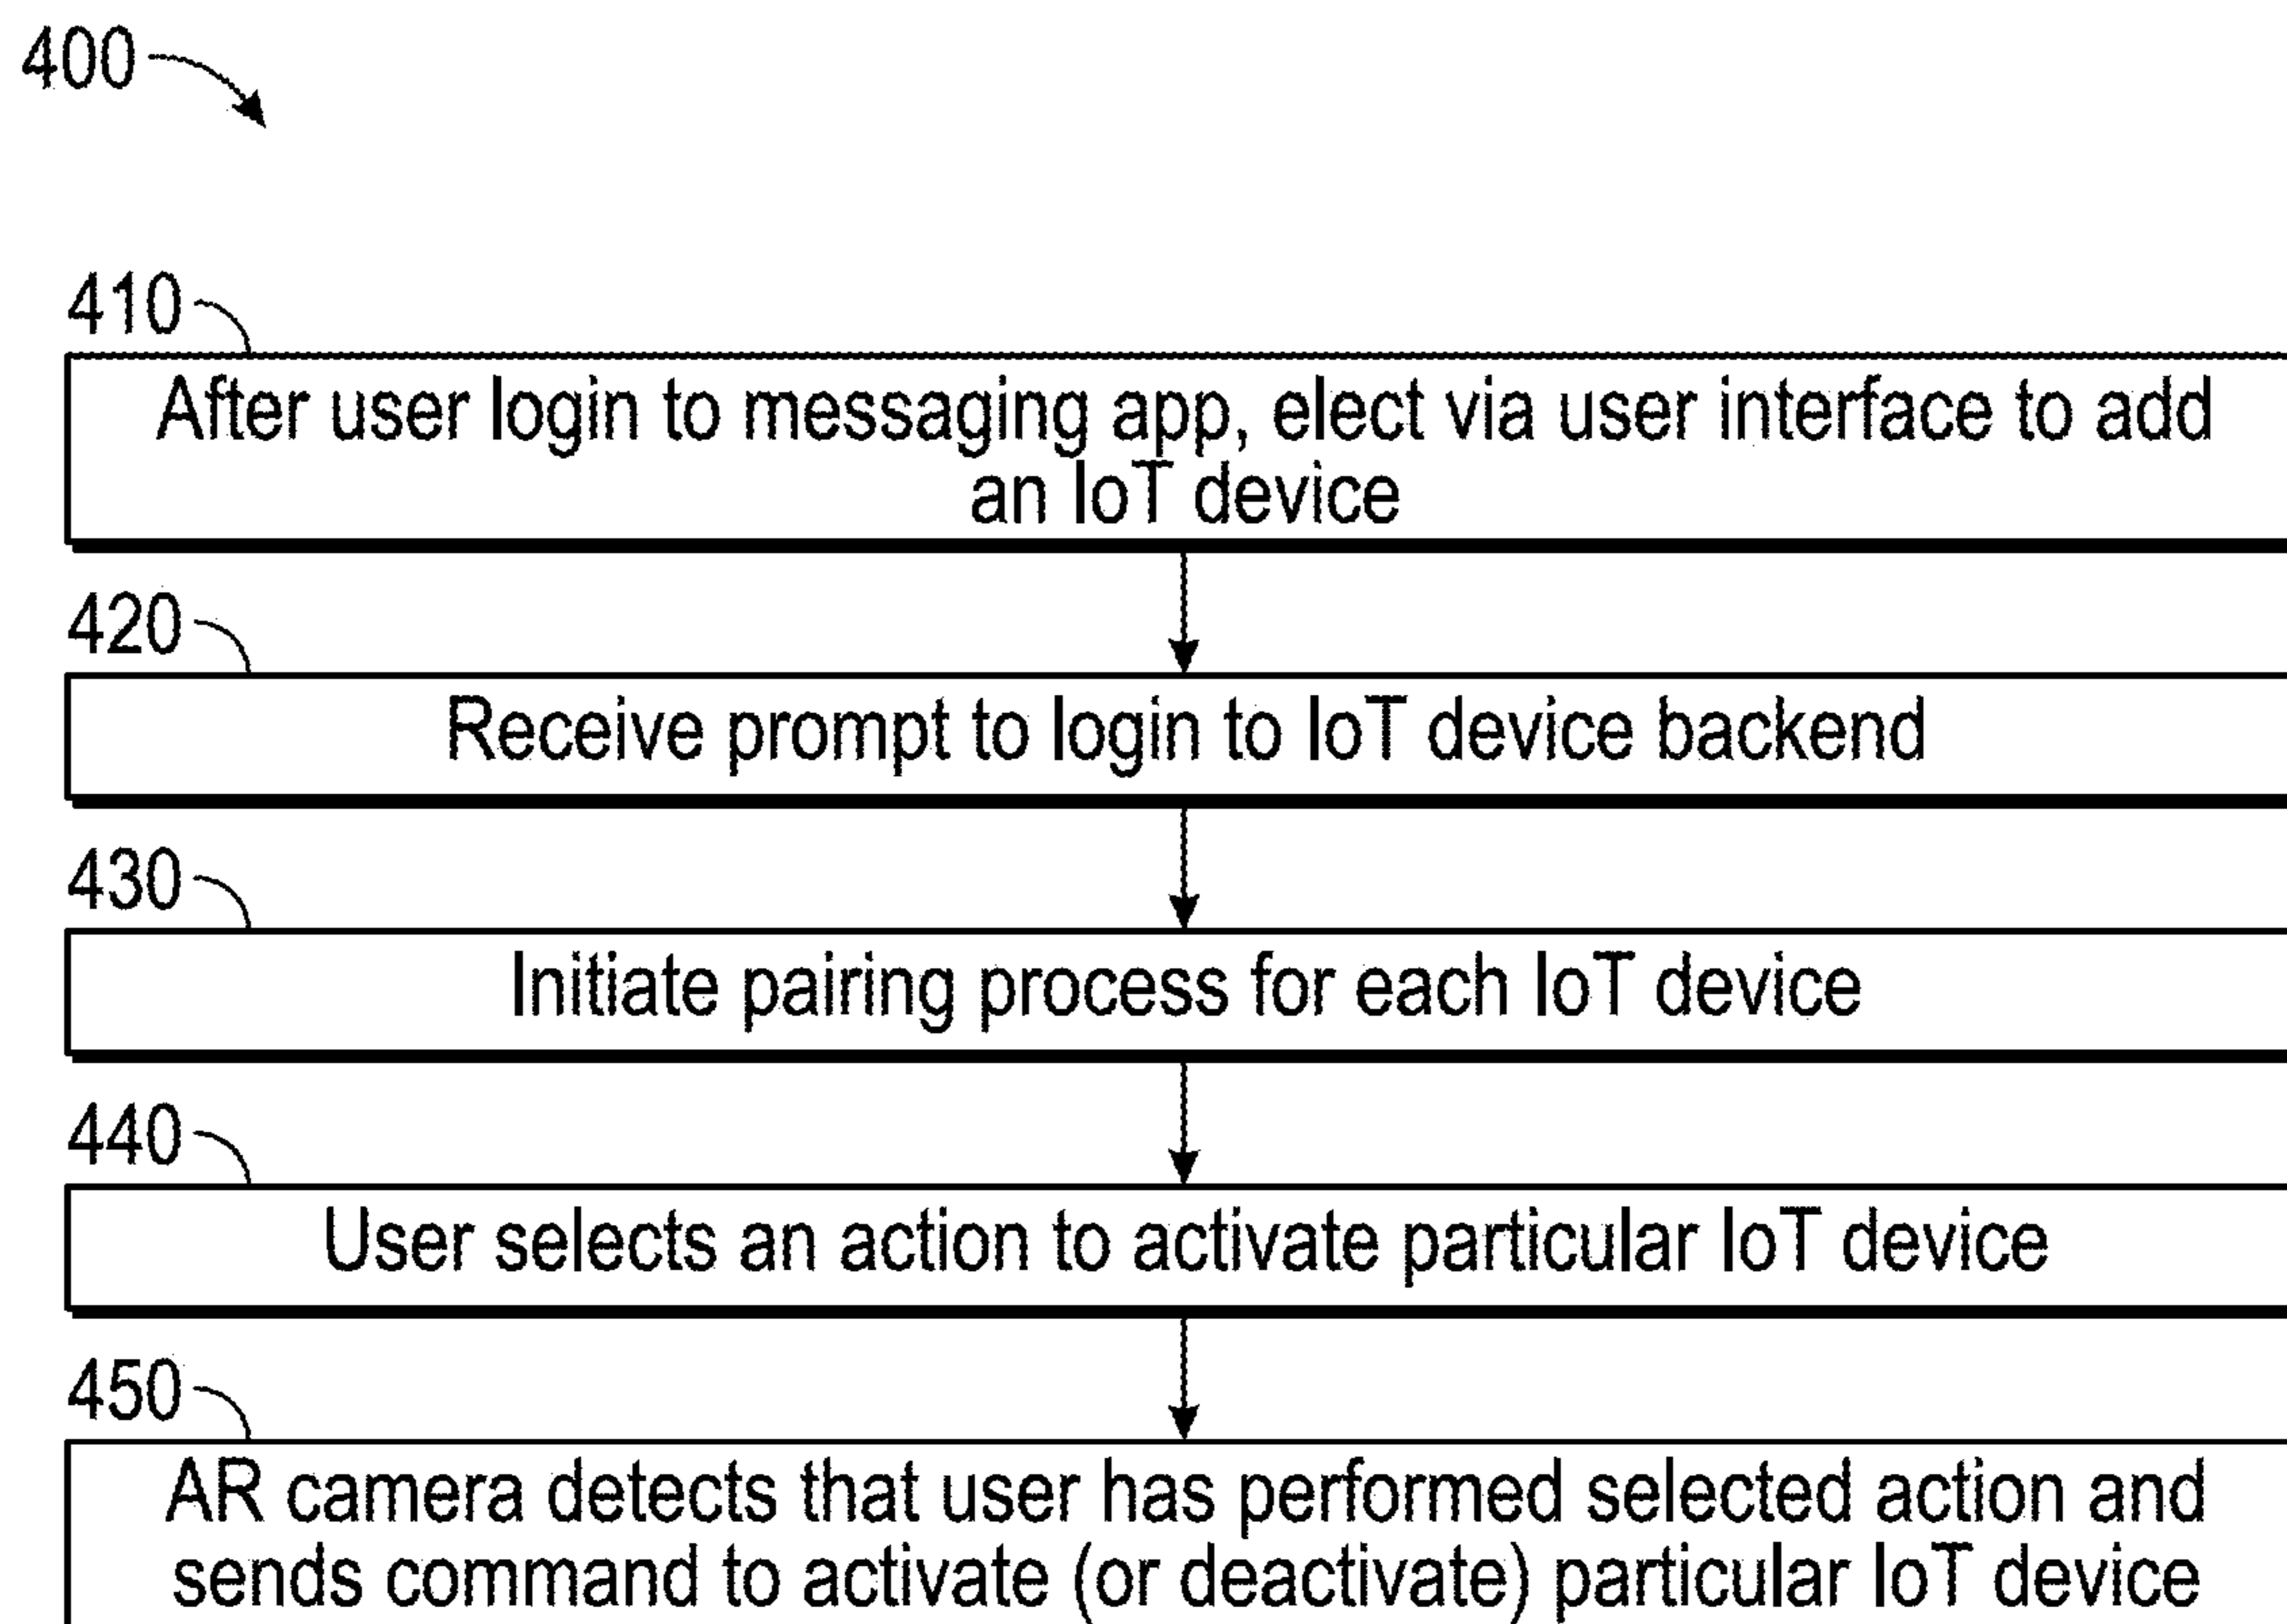 400
410
After user login to messaging app, elect via user interface to add
an IoT device
420
Receive prompt to login to IoT device backend
430
Initiate pairing process for each IoT device
440
User selects an action to activate particular IoT device
450
AR camera detects that user has performed selected action and
sends command to activate (or deactivate) particular IoT device